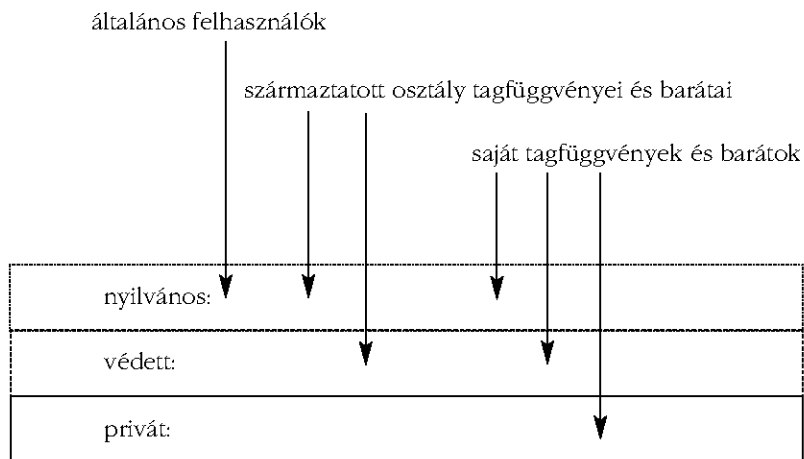 általános felhasználók
származtatott osztály tagfüggvényei és barátai
saját tagfüggvények és barátok
nyilvános:
védett:
privát: